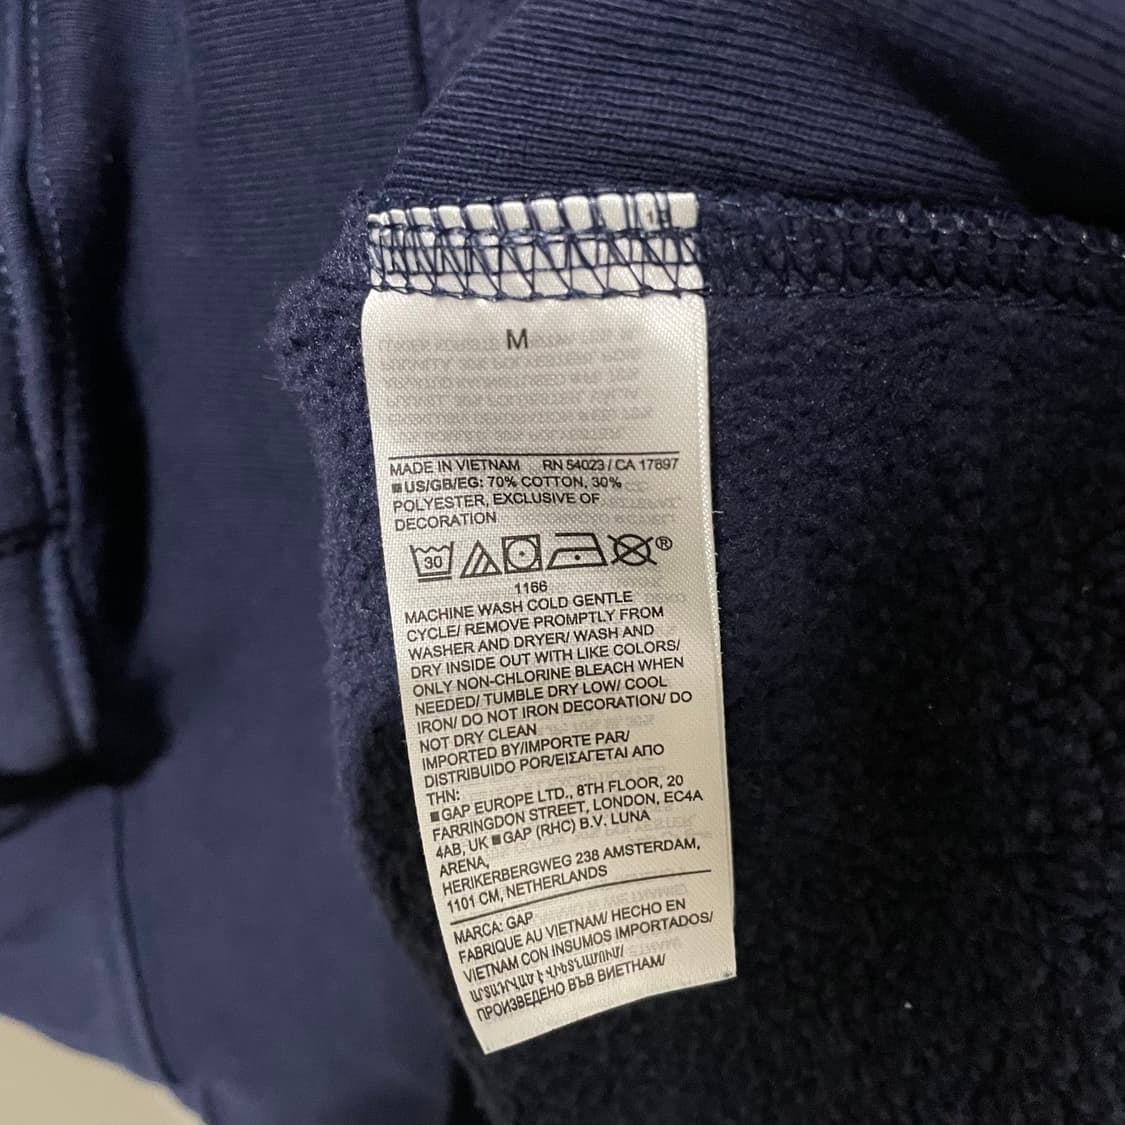 M
MADE IN VIETNAM RN 54023 / CA 17897
■US/GB/EG: 70% COTTON, 30%
POLYESTER, EXCLUSIVE OF
DECORATION
30
®
1166
MACHINE WASH COLD GENTLE
CYCLE/ REMOVE PROMPTLY FROM
WASHER AND DRYER/ WASH AND
DRY INSIDE OUT WITH LIKE COLORS/
ONLY NON-CHLORINE BLEACH WHEN
NEEDED/ TUMBLE DRY LOW/ COOL
IRON/ DO NOT IRON DECORATION/ DO
NOT DRY CLEAN
IMPORTED BY/IMPORTE PAR/
DISTRIBUIDO POR/ΕΙΣΑΓΕΤΑΙ ΑΠΟ
ΤΗΝ:
■GAP EUROPE LTD., 8TH FLOOR, 20
FARRINGDON STREET, LONDON, EC4A
4AB, UK ■GAP (RHC) B.V. LUNA
ARENA,
HERIKERBERGWEG 238 AMSTERDAM,
1101 CM, NETHERLANDS
MARCA: GAP
FABRIQUE AU VIETNAM/ HECHO EN
VIETNAM CON INSUMOS IMPORTADOS/
ԱՐՏԱԴՐՎԱԾ Է ՎԻԵՏՆԱՄՈՒՄ/
ПРОИЗВЕДЕНО ВЪВ ВИЕТНАМ/